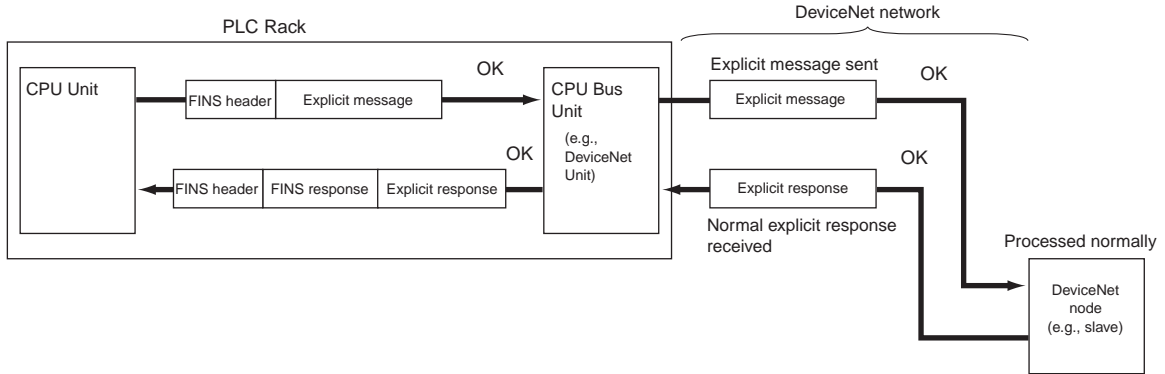 DeviceNet network
PLC Rack
CPU Unit
FINS header
Explicit message
OK
CPU Bus
Unit
(e.g.,
DeviceNet
Unit)
Explicit message sent
Explicit message
OK
FINS header
FINS response
Explicit response
OK
Explicit response
OK
Normal explicit response
received
Processed normally
DeviceNet
node
(e.g., slave)